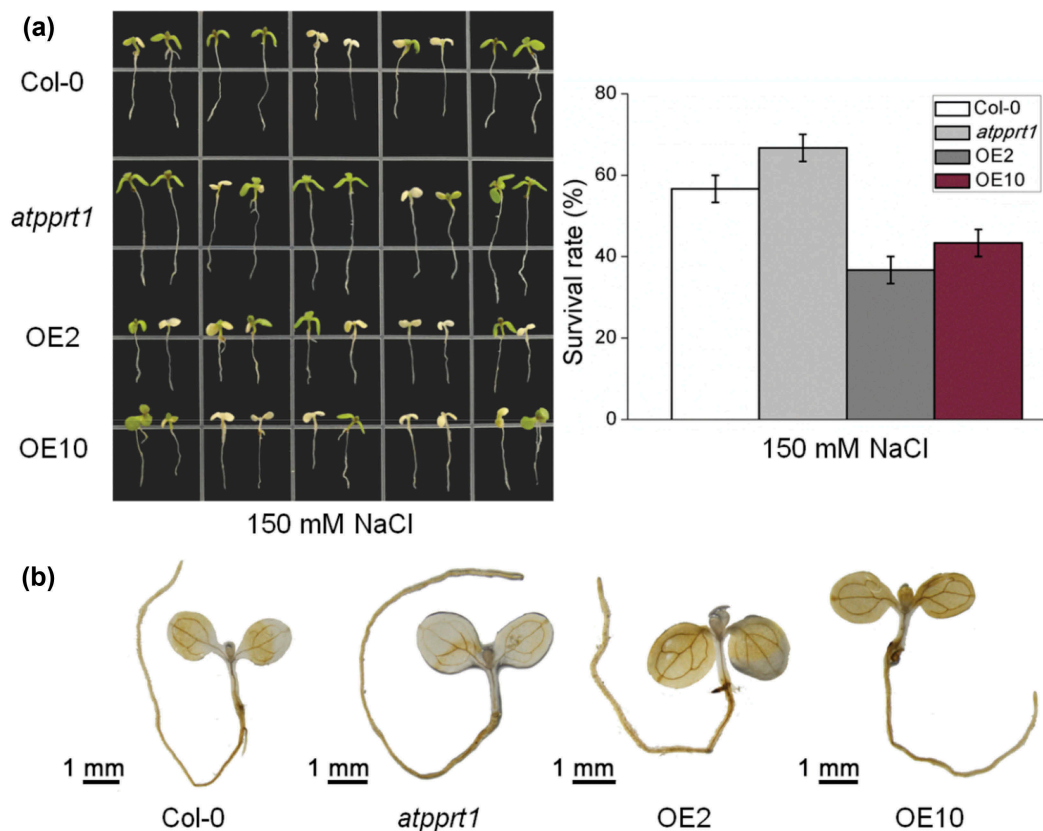 (a)
Col-0
atpprt1
OE2
OE10
150 mM NaCl
80
60
40
20
0
Survival rate (%)
Col-0
atpprt1
OE2
OE10
150 mM NaCl
(b)
1 mm
1 mm
1 mm
1 mm
Col-0
atpprt1
OE2
OE10